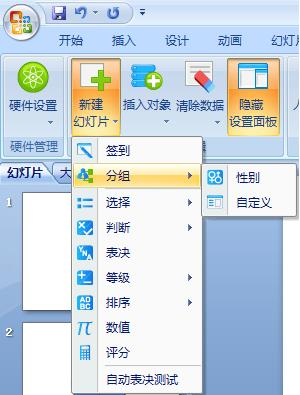 开始 插入 设计 动画 幻灯片
硬件设置 新建幻灯片 插入对象 清除数据 隐藏设置面板
硬件管理
幻灯片 大
签到
分组
性别
自定义
选择
判断
表决
等级
排序
数值
评分
自动表决测试
1
2